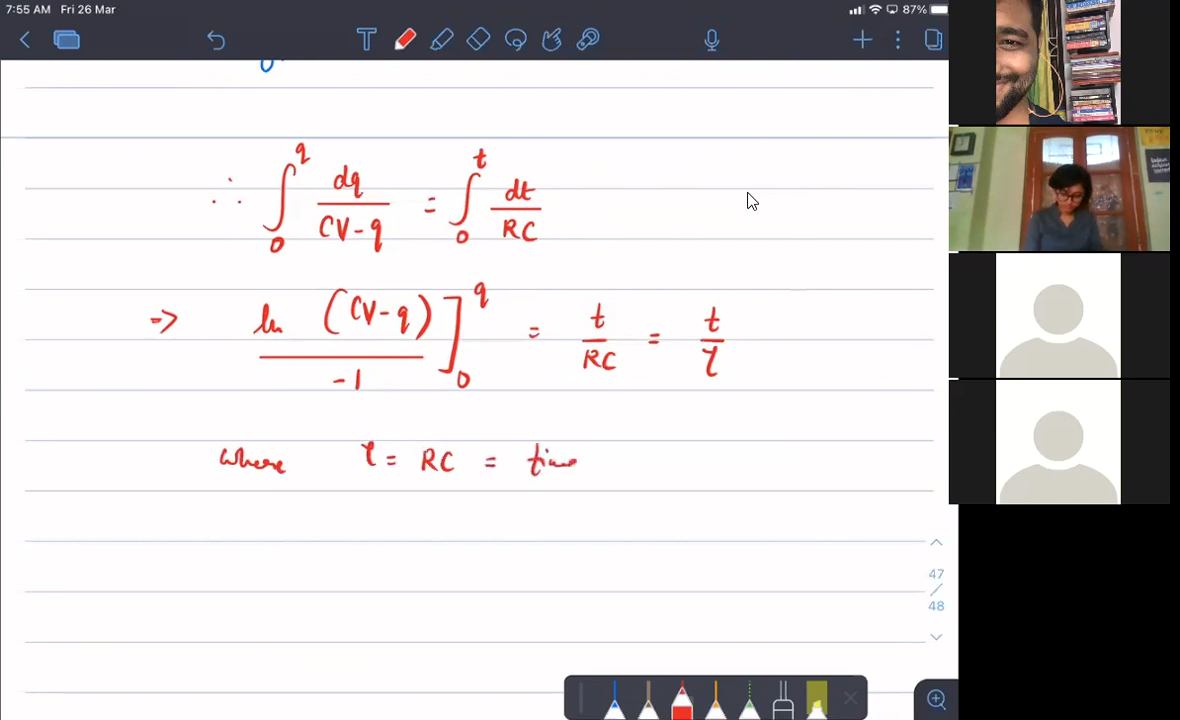 7:55 AM Fri 26 Mar 87%
T
∴ ∫₀^q dq/(CV-q) = ∫₀^t dt/RC
⇒ ln (CV-q)/-1 ]₀^q = t/RC = t/τ
where τ = RC = time
47
/
48